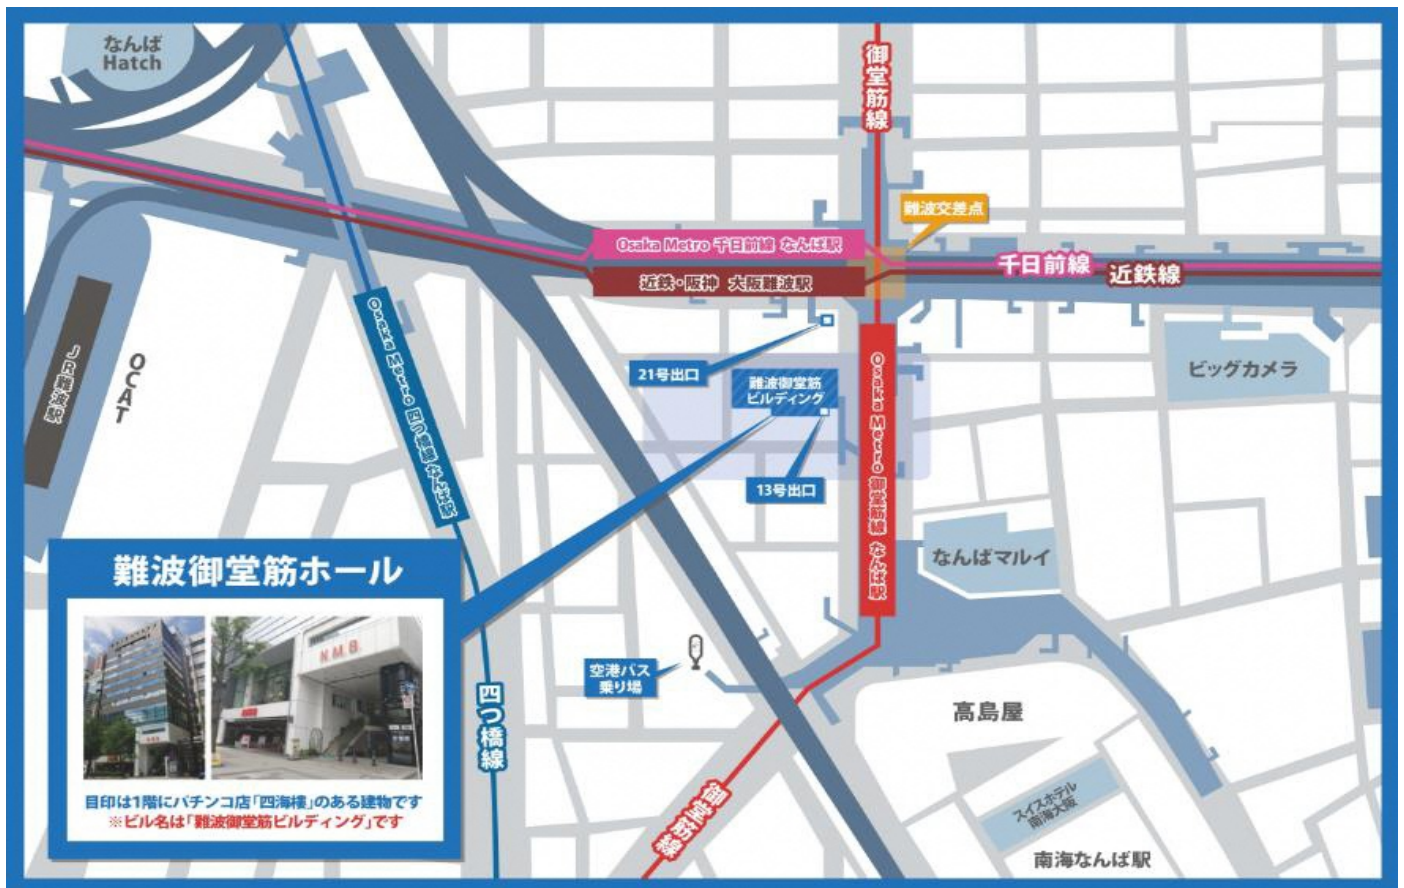 なんば
Hatch
御堂筋線
難波交差点
Osaka Metro 千日前線 なんば駅
近鉄・阪神 大阪難波駅
千日前線
近鉄線
21号出口
難波御堂筋
ビルディング
13号出口
ビッグカメラ
Osaka Metro 四つ橋線 なんば駅
Osaka Metro 御堂筋線 なんば駅
JR難波駅
OCAT
なんばマルイ
難波御堂筋ホール
N.M.B.
目印は1階にパチンコ店「四海樓」のある建物です
※ビル名は「難波御堂筋ビルディング」です
空港バス
乗り場
四つ橋線
御堂筋線
高島屋
スイスホテル
南海大阪
南海なんば駅